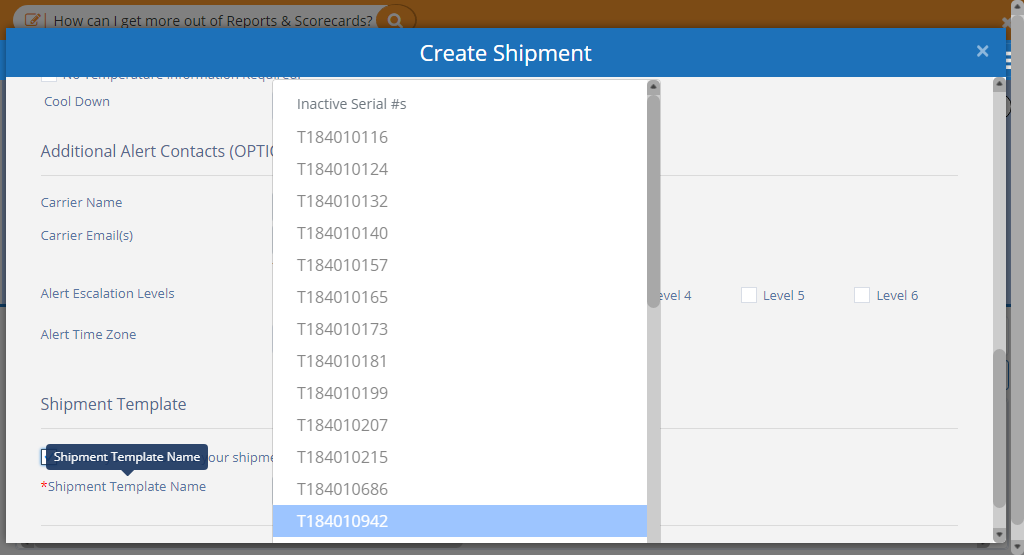 How can I get more out of Reports & Scorecards?
Create Shipment
No Temperature Information Required.
Cool Down
Inactive Serial #s
T184010116
T184010124
T184010132
T184010140
T184010157
T184010165
T184010173
T184010181
T184010199
T184010207
T184010215
T184010686
T184010942
Additional Alert Contacts (OPTIO
Carrier Name
Carrier Email(s)
Alert Escalation Levels
evel 4
Level 5
Level 6
Alert Time Zone
Shipment Template
Shipment Template Name
our shipme
*Shipment Template Name